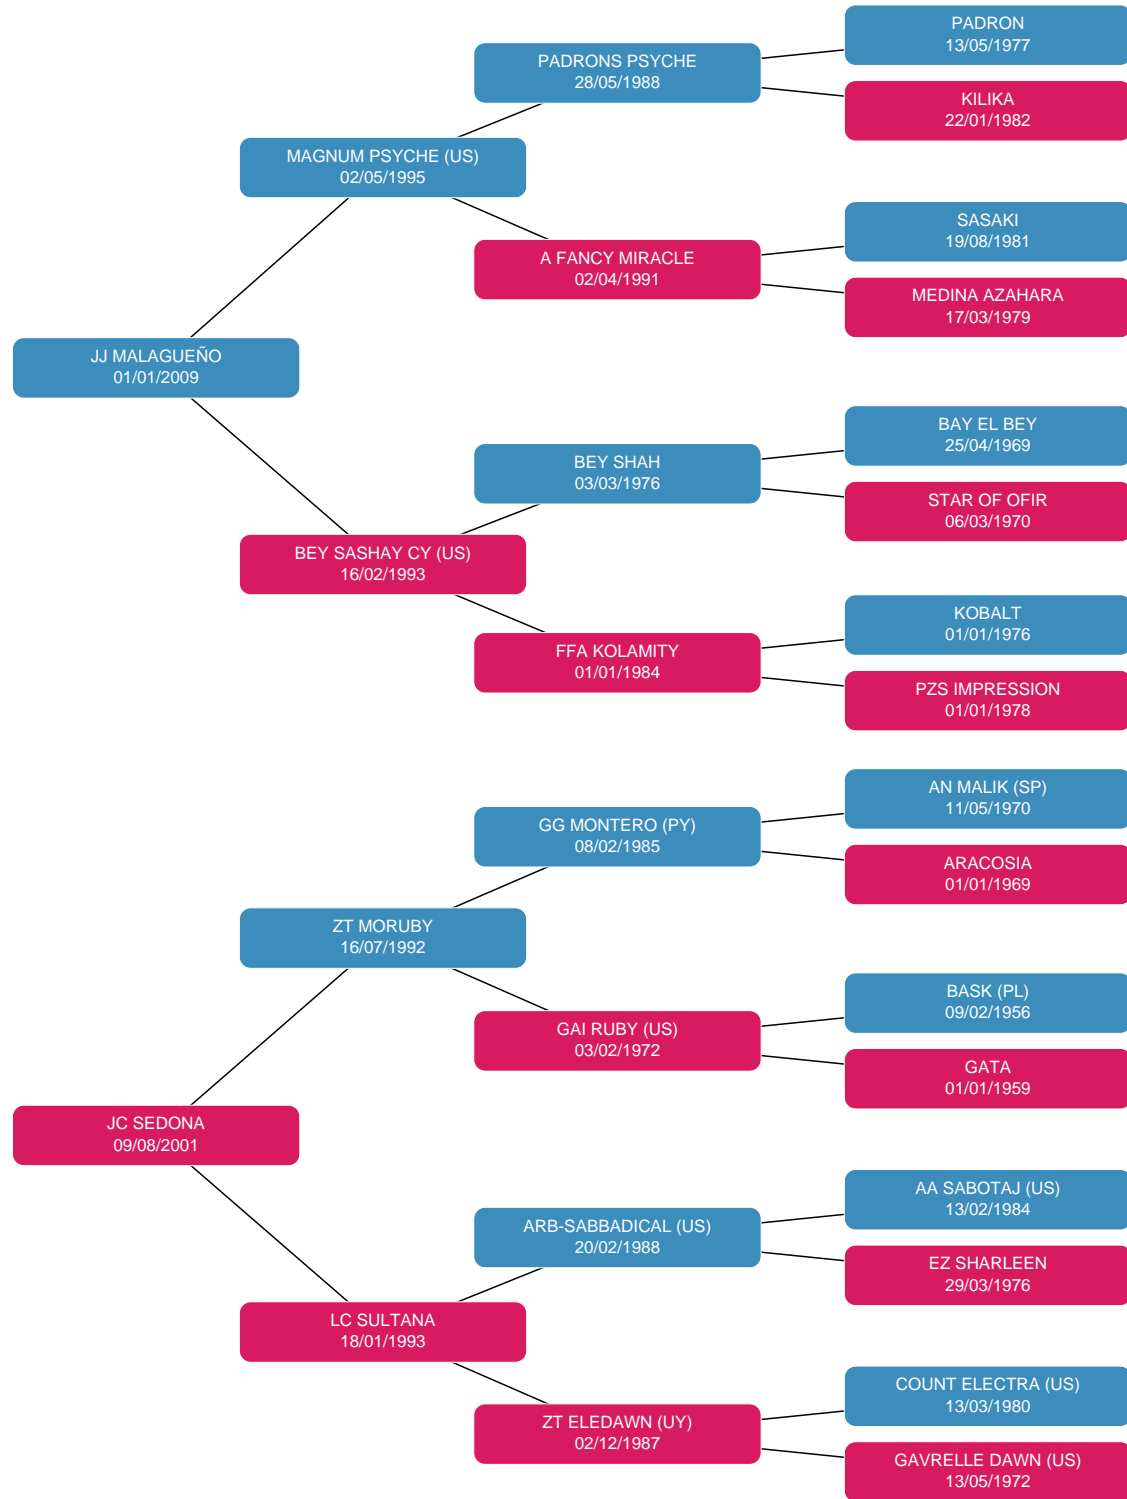 PADRON
13/05/1977
PADRONS PSYCHE
28/05/1988
KILIKA
22/01/1982
MAGNUM PSYCHE (US)
02/05/1995
SASAKI
19/08/1981
A FANCY MIRACLE
02/04/1991
MEDINA AZAHARA
17/03/1979
JJ MALAGUEÑO
01/01/2009
BAY EL BEY
25/04/1969
BEY SHAH
03/03/1976
STAR OF OFIR
06/03/1970
BEY SASHAY CY (US)
16/02/1993
KOBALT
01/01/1976
FFA KOLAMITY
01/01/1984
PZS IMPRESSION
01/01/1978
AN MALIK (SP)
11/05/1970
GG MONTERO (PY)
08/02/1985
ARACOSIA
01/01/1969
ZT MORUBY
16/07/1992
BASK (PL)
09/02/1956
GAI RUBY (US)
03/02/1972
GATA
01/01/1959
JC SEDONA
09/08/2001
AA SABOTAJ (US)
13/02/1984
ARB-SABBADICAL (US)
20/02/1988
EZ SHARLEEN
29/03/1976
LC SULTANA
18/01/1993
COUNT ELECTRA (US)
13/03/1980
ZT ELEDAWN (UY)
02/12/1987
GAVRELLE DAWN (US)
13/05/1972